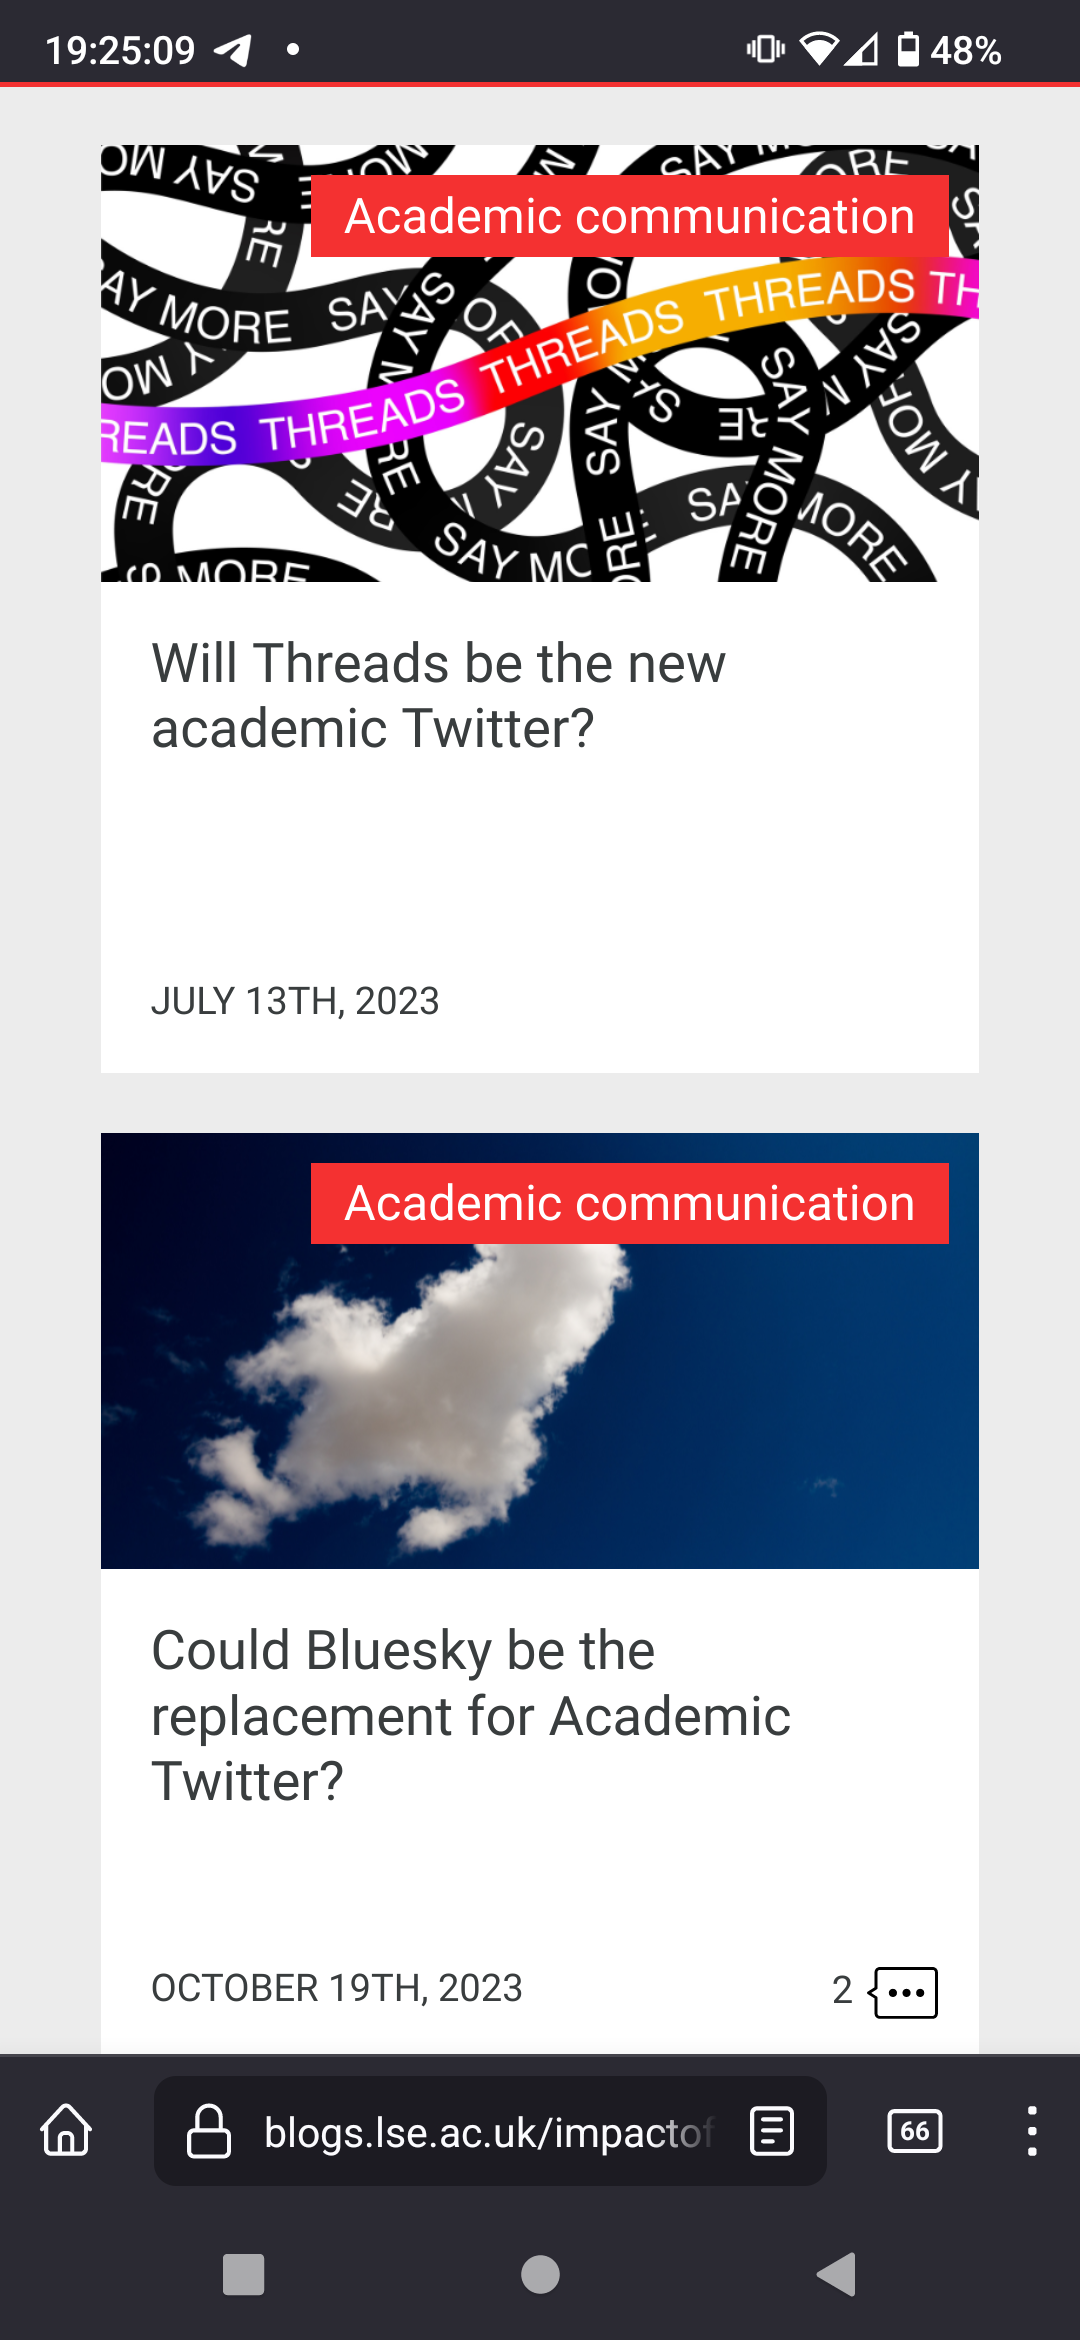 19:25:09
48%
Academic communication
READS THREADS THREADS THREADS TH
SAY MORE
SAY MORE
Will Threads be the new
academic Twitter?
JULY 13TH, 2023
Academic communication
Could Bluesky be the
replacement for Academic
Twitter?
OCTOBER 19TH, 2023
2
blogs.lse.ac.uk/impactof
66